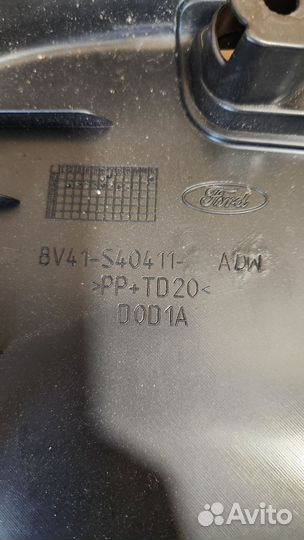 Ford
8V41-S40411- ADW
>PP+TD20<
D0D1A
Avito